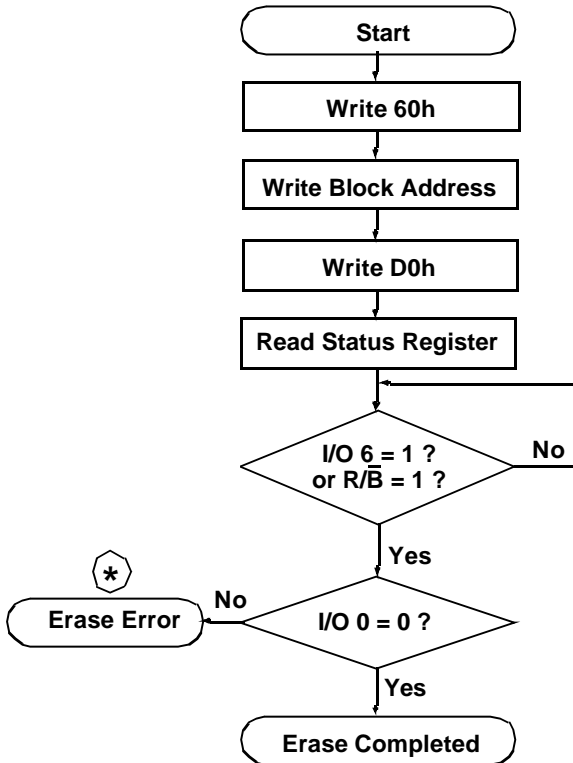 Start
Write 60h
Write Block Address
Write D0h
Read Status Register
I/O 6 = 1 ?
or R/B̅ = 1 ?
No
Yes
*
No
Erase Error
I/O 0 = 0 ?
Yes
Erase Completed